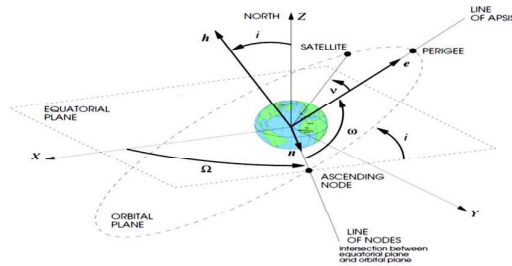 NORTH
Z
LINE
OF APSIS
h
i
SATELLITE
PERIGEE
e
ν
EQUATORIAL
PLANE
ω
i
X
n
Ω
ASCENDING
NODE
ORBITAL
PLANE
Y
LINE
OF NODES
intersection between
equatorial plane
and orbital plane